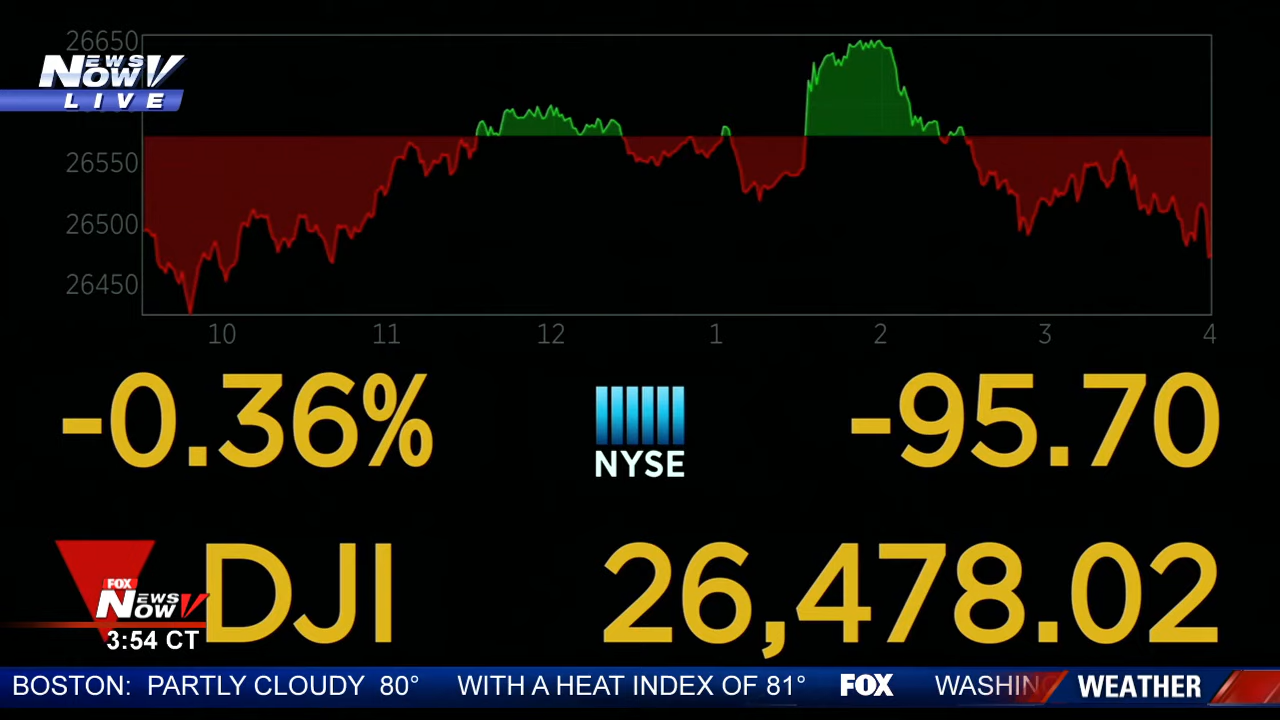 26650
NEWS
NOW
LIVE
26550
26500
26450
10 11 12 1 2 3 4
-0.36%
NYSE
-95.70
DJI
26,478.02
FOX
NEWS
NOW
3:54 CT
BOSTON: PARTLY CLOUDY 80° WITH A HEAT INDEX OF 81° FOX WASHIN WEATHER